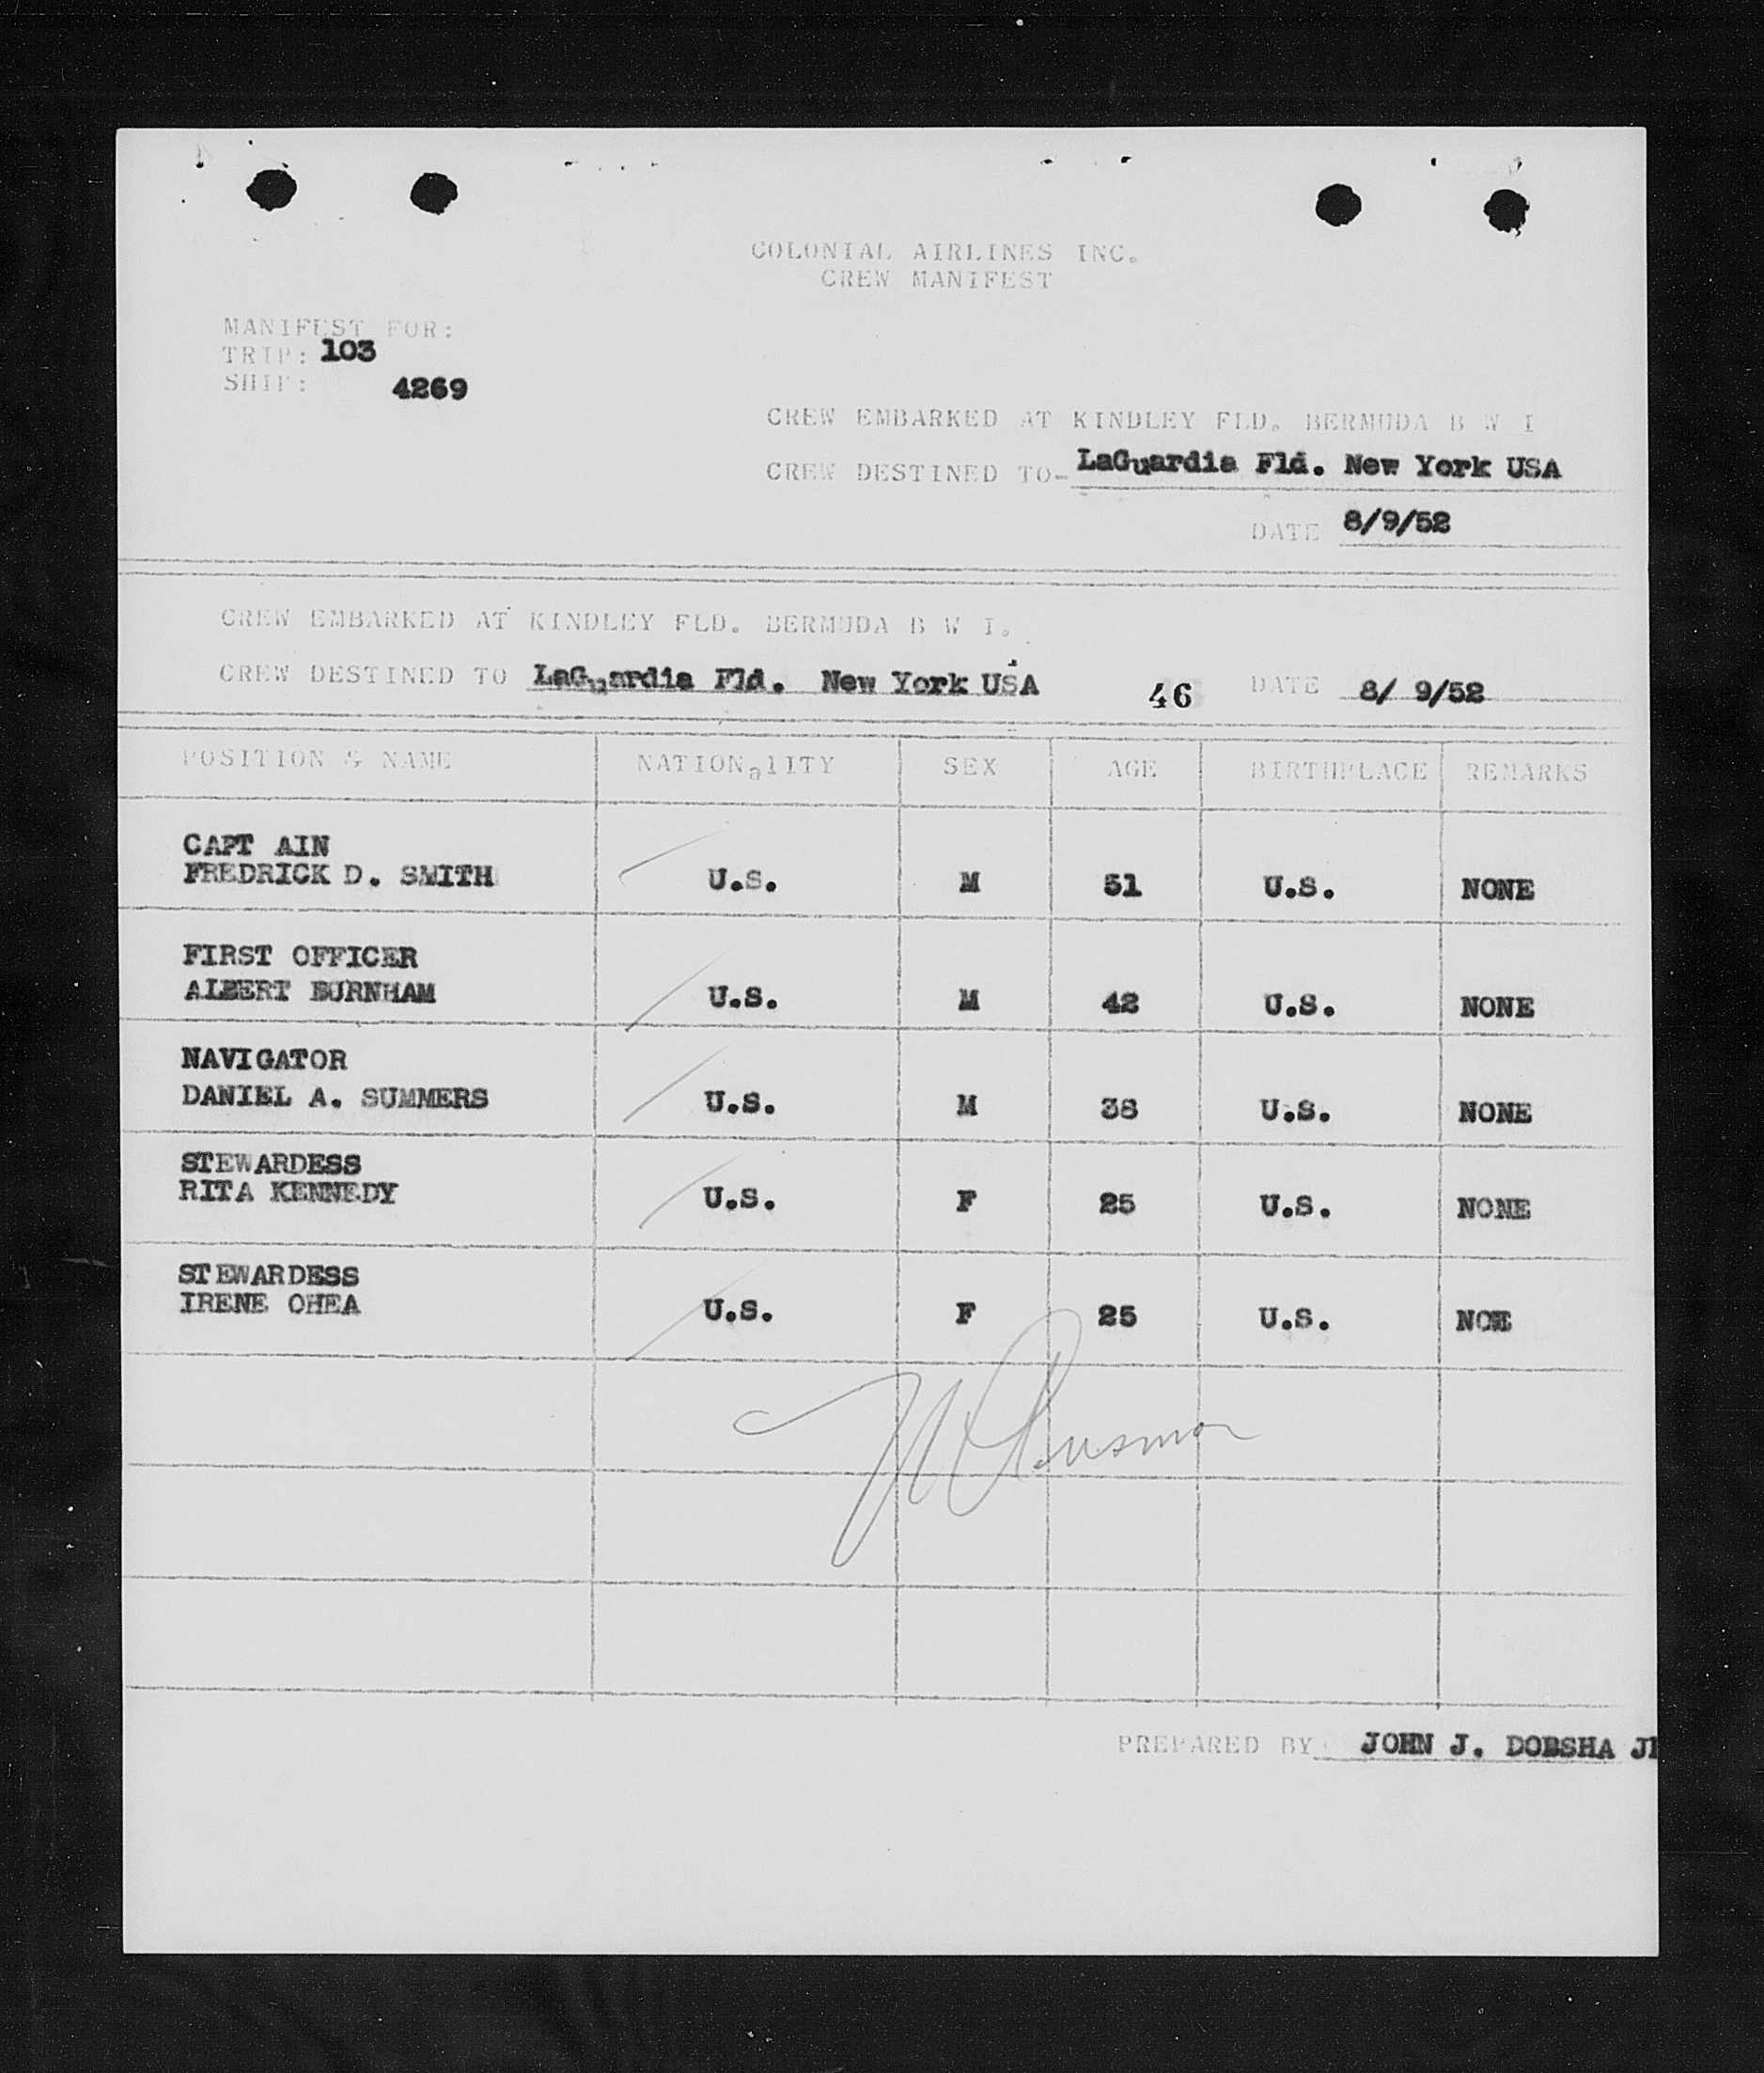 COLONIAL AIRLINES INC.
CREW MANIFEST
MANIFEST FOR:
TRIP: 103
SHIP: 4269
CREW EMBARKED AT KINDLEY FLD. BERMUDA B W I
CREW DESTINED TO- LaGuardia Fld. New York USA
DATE 8/9/52
CREW EMBARKED AT KINDLEY FLD. BERMUDA B W I.
CREW DESTINED TO LaGuardia Fld. New York USA 46 DATE 8/ 9/52
POSITION & NAME NATIONalITY SEX AGE BIRTHPLACE REMARKS
CAPT AIN
FREDRICK D. SMITH U.S. M 51 U.S. NONE
FIRST OFFICER
ALBERT BURNHAM U.S. M 42 U.S. NONE
NAVIGATOR
DANIEL A. SUMMERS U.S. M 38 U.S. NONE
STEWARDESS
RITA KENNEDY U.S. F 25 U.S. NONE
STEWARDESS
IRENE OHEA U.S. F 25 U.S.
PREPARED BY JOHN J. DOBSHA